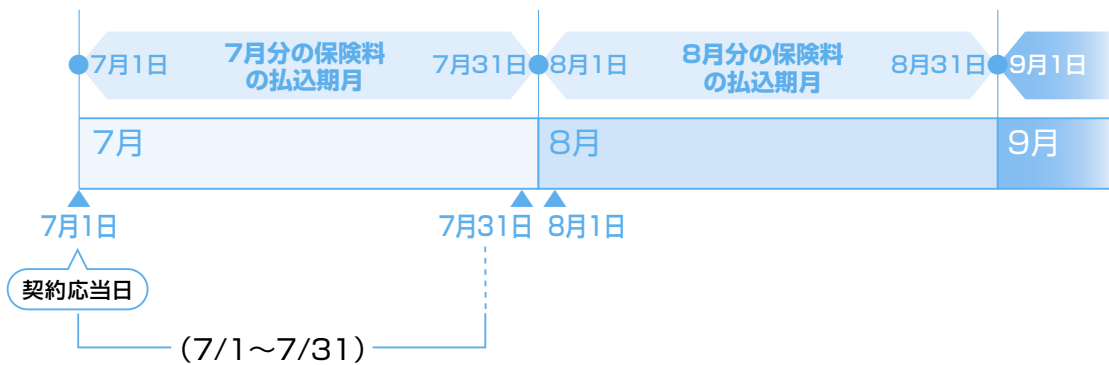 7月1日
7月分の保険料
の払込期月
7月31日
8月1日
8月分の保険料
の払込期月
8月31日
9月1日
7月
8月
9月
7月1日
7月31日
8月1日
契約応当日
(7/1〜7/31)